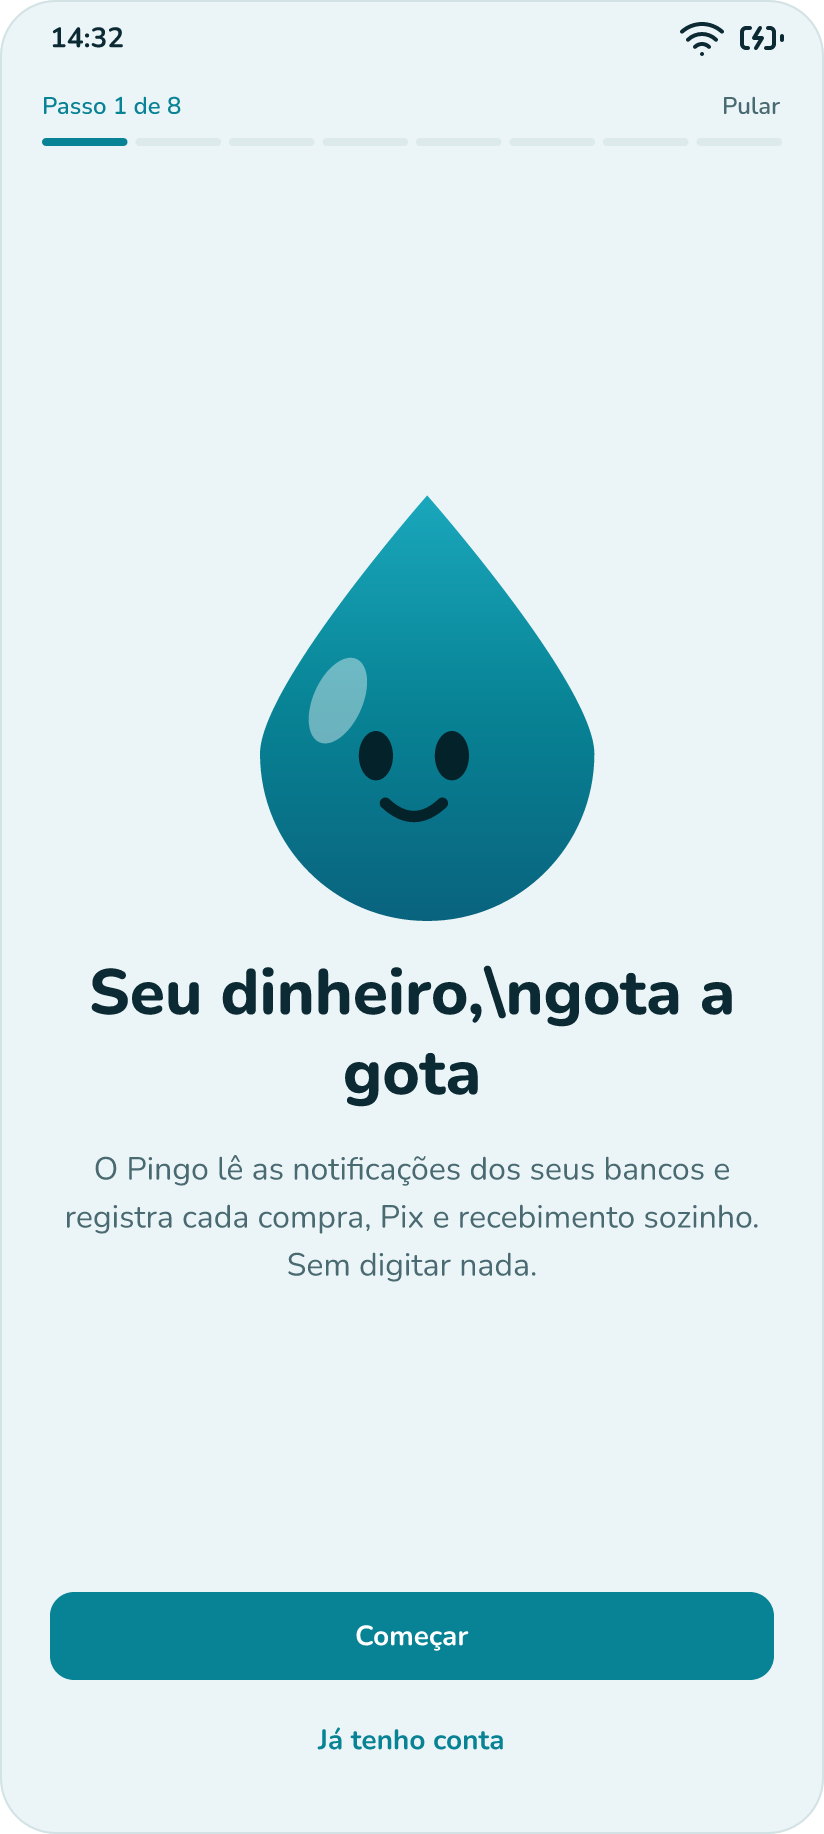 14:32
Passo 1 de 8
Pular
Seu dinheiro,\ngota a
gota
O Pingo lê as notificações dos seus bancos e
registra cada compra, Pix e recebimento sozinho.
Sem digitar nada.
Começar
Já tenho conta